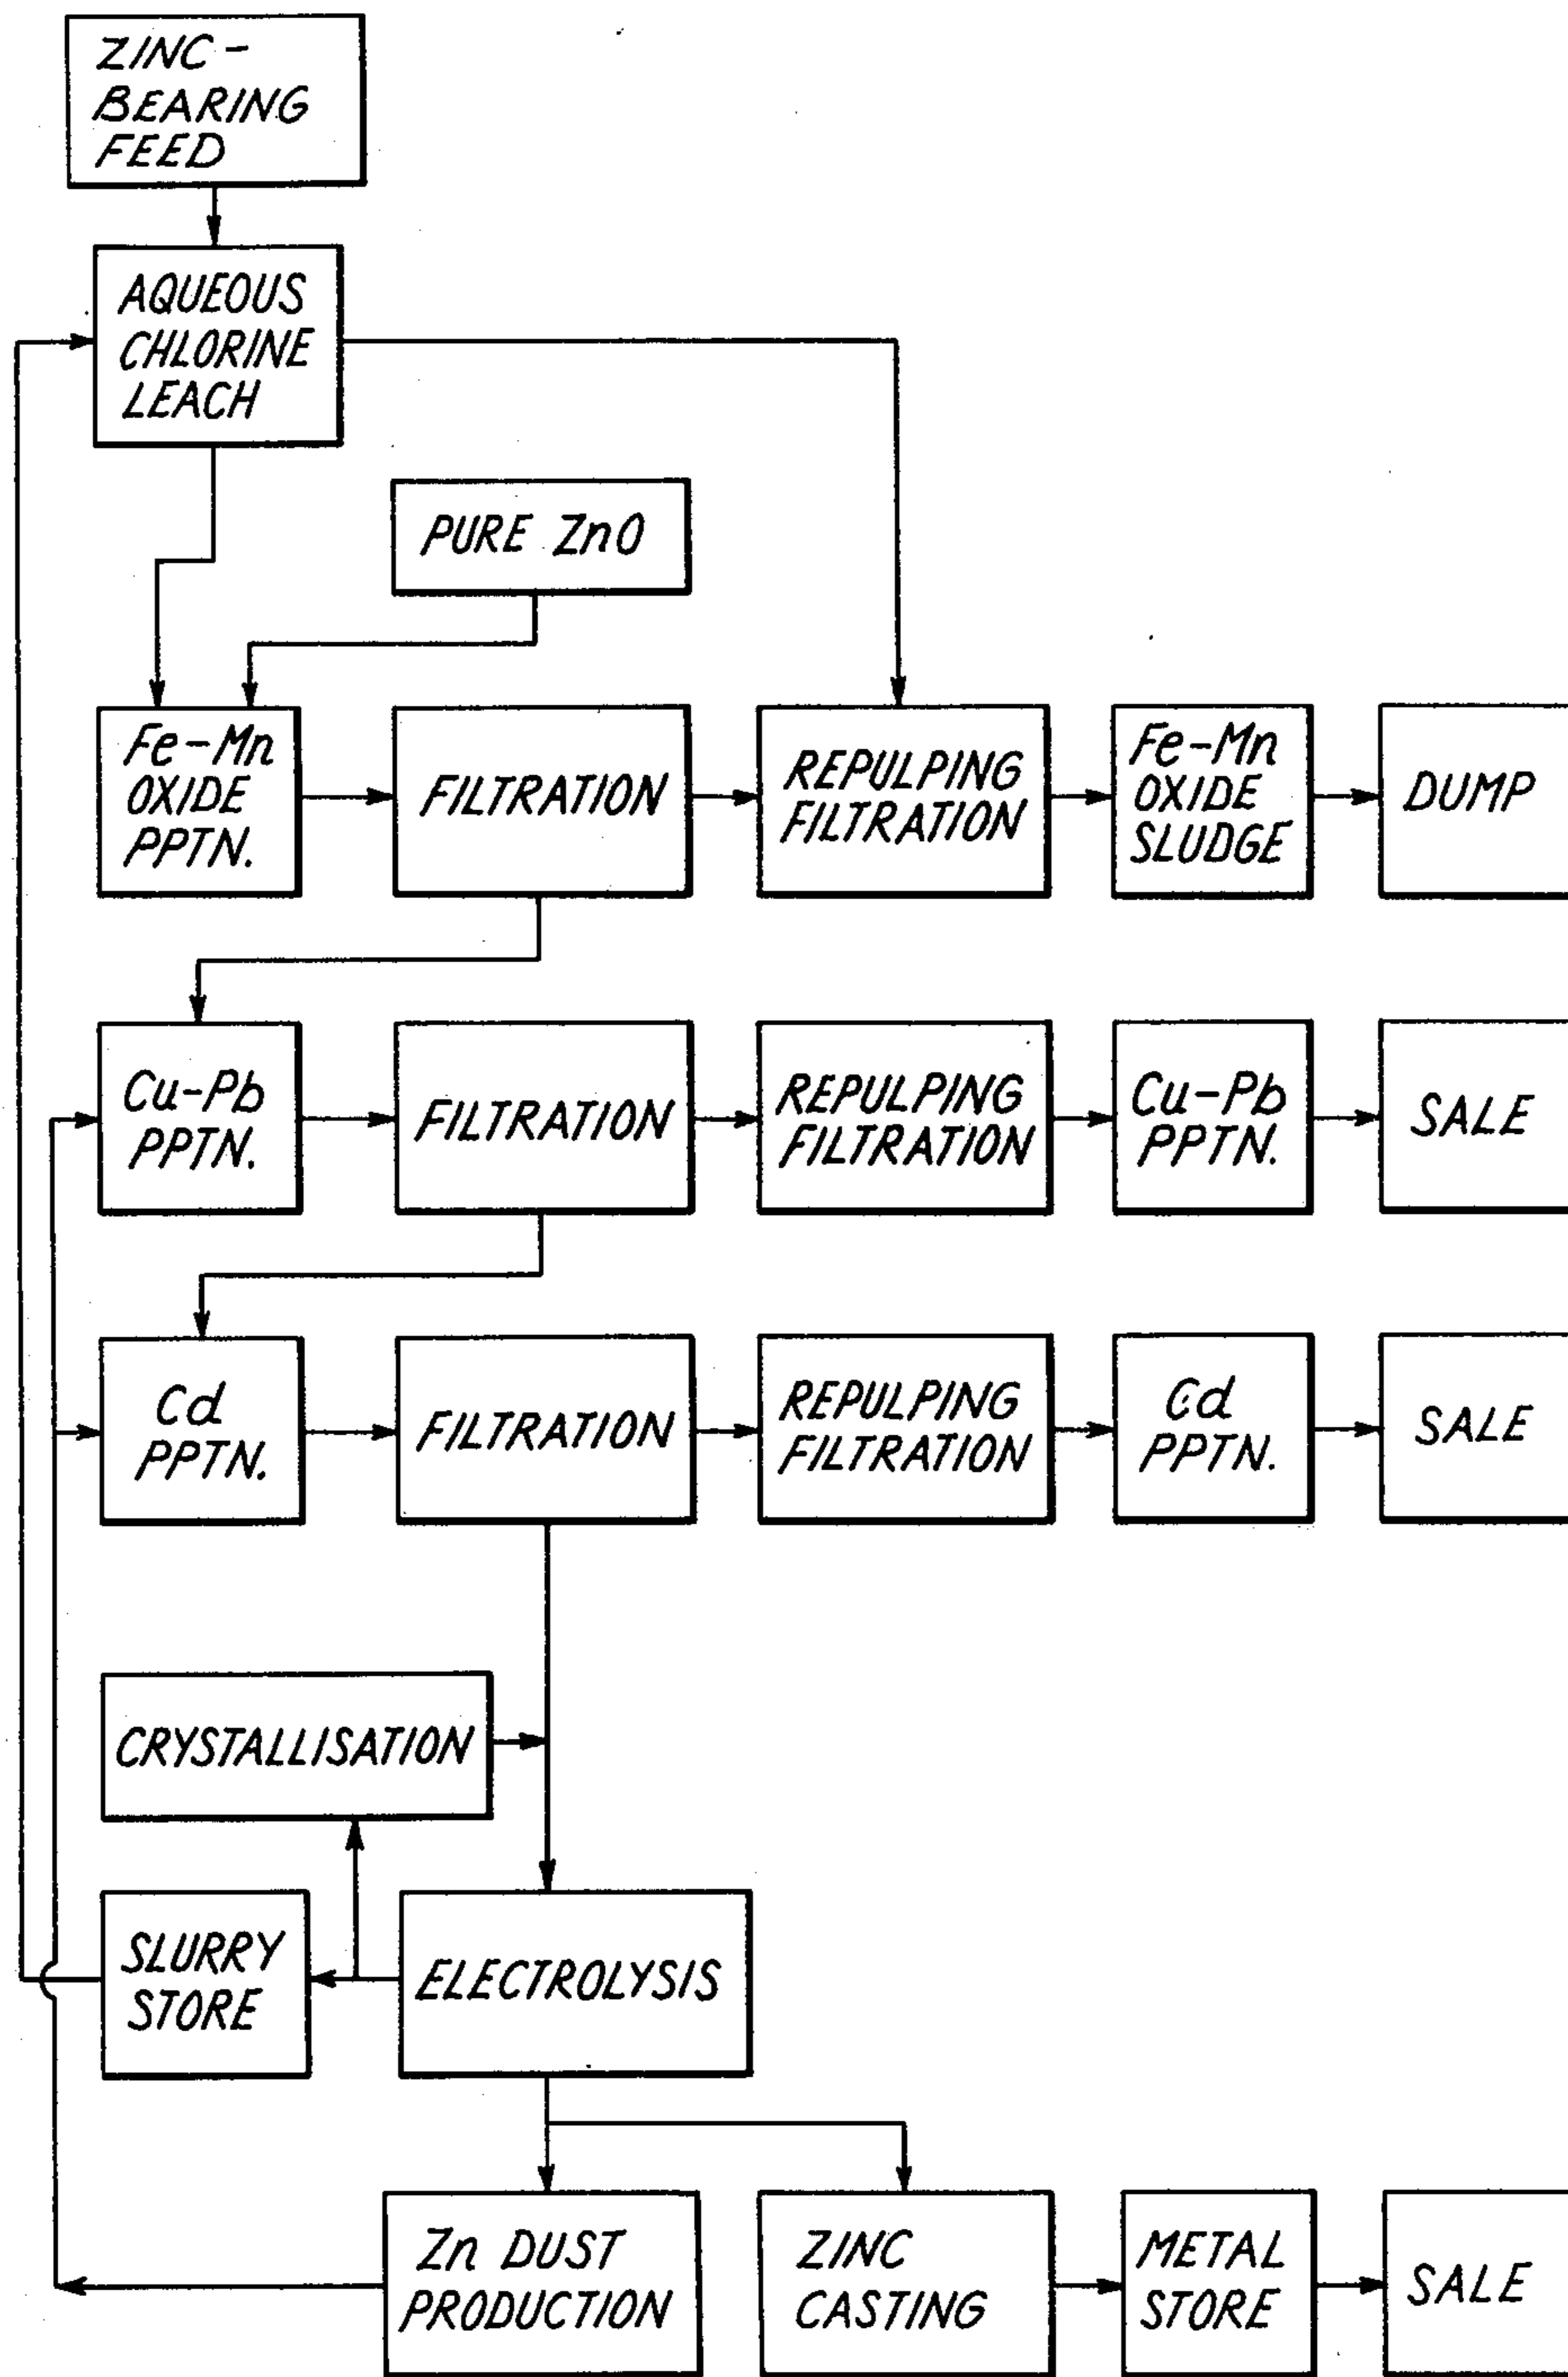 ZINC-
BEARING
FEED
AQUEOUS
CHLORINE
LEACH
PURE ZnO
Fe-Mn
OXIDE
PPTN.
FILTRATION
REPULPING
FILTRATION
Fe-Mn
OXIDE
SLUDGE
DUMP
Cu-Pb
PPTN.
FILTRATION
REPULPING
FILTRATION
Cu-Pb
PPTN.
SALE
Cd
PPTN.
FILTRATION
REPULPING
FILTRATION
Cd
PPTN.
SALE
CRYSTALLISATION
SLURRY
STORE
ELECTROLYSIS
Zn DUST
PRODUCTION
ZINC
CASTING
METAL
STORE
SALE